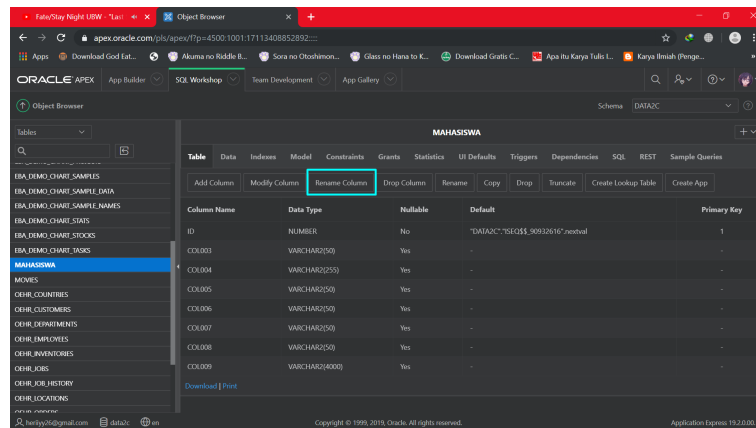 Fate/Stay Night UBW - "Last
Object Browser
apex.oracle.com/pls/apex/f?p=4500:1001:17113408852892:::::
Apps
Download God Eat...
Akuma no Riddle B...
Sora no Otoshimon...
Glass no Hana to K...
Download Gratis C...
Apa itu Karya Tulis I...
Karya Ilmiah (Penge...
ORACLE APEX
App Builder
SQL Workshop
Team Development
App Gallery
Object Browser
Schema DATA2C
Tables
MAHASISWA
Table Data Indexes Model Constraints Grants Statistics UI Defaults Triggers Dependencies SQL REST Sample Queries
Add Column Modify Column Rename Column Drop Column Rename Copy Drop Truncate Create Lookup Table Create App
EBA_DEMO_CHART_SAMPLES
EBA_DEMO_CHART_SAMPLE_DATA
EBA_DEMO_CHART_SAMPLE_NAMES
EBA_DEMO_CHART_STATS
EBA_DEMO_CHART_STOCKS
EBA_DEMO_CHART_TASKS
MAHASISWA
MOVIES
OEHR_COUNTRIES
OEHR_CUSTOMERS
OEHR_DEPARTMENTS
OEHR_EMPLOYEES
OEHR_INVENTORIES
OEHR_JOBS
OEHR_JOB_HISTORY
OEHR_LOCATIONS
Column Name Data Type Nullable Default Primary Key
ID NUMBER No "DATA2C"."ISEQ$$_90932616".nextval 1
COL003 VARCHAR2(50) Yes - -
COL004 VARCHAR2(255) Yes - -
COL005 VARCHAR2(50) Yes - -
COL006 VARCHAR2(50) Yes - -
COL007 VARCHAR2(50) Yes - -
COL008 VARCHAR2(50) Yes - -
COL009 VARCHAR2(4000) Yes - -
Download | Print
herliyy26@gmail.com data2c en
Copyright © 1999, 2019, Oracle. All rights reserved.
Application Express 19.2.0.00.